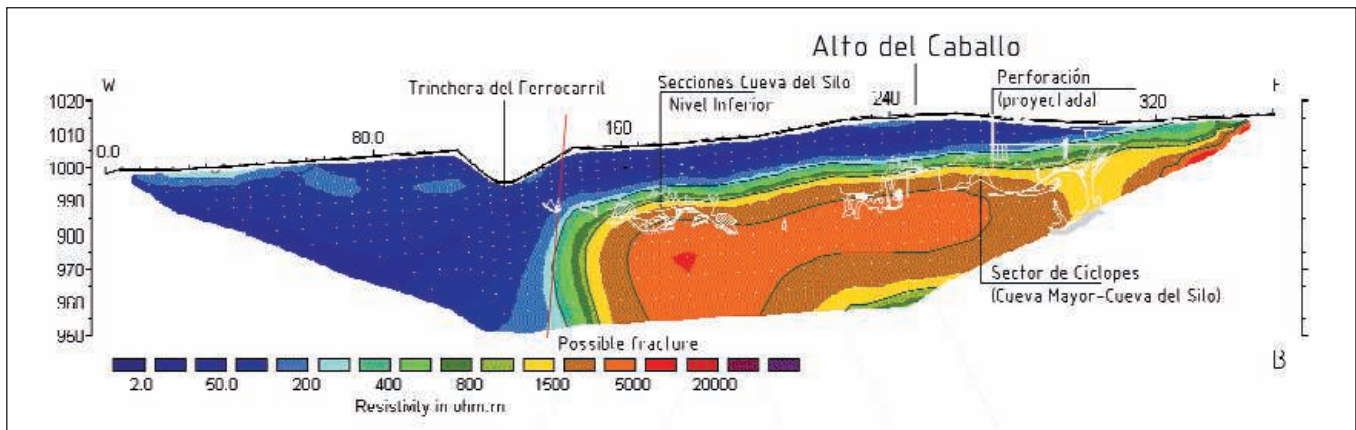 Alto del Caballo
W
Trinchera del Ferrocarril
Secciones Cueva del Silo
Nivel Inferior
Perforación
(proyectada)
E
1020
1010
1000
990
980
970
960
950
0.0
80.0
160
240
320
Sector de Cíclopes
(Cueva Mayor-Cueva del Silo)
Possible fracture
B
2.0
50.0
200
400
800
1500
5000
20000
Resistivity in ohm.m